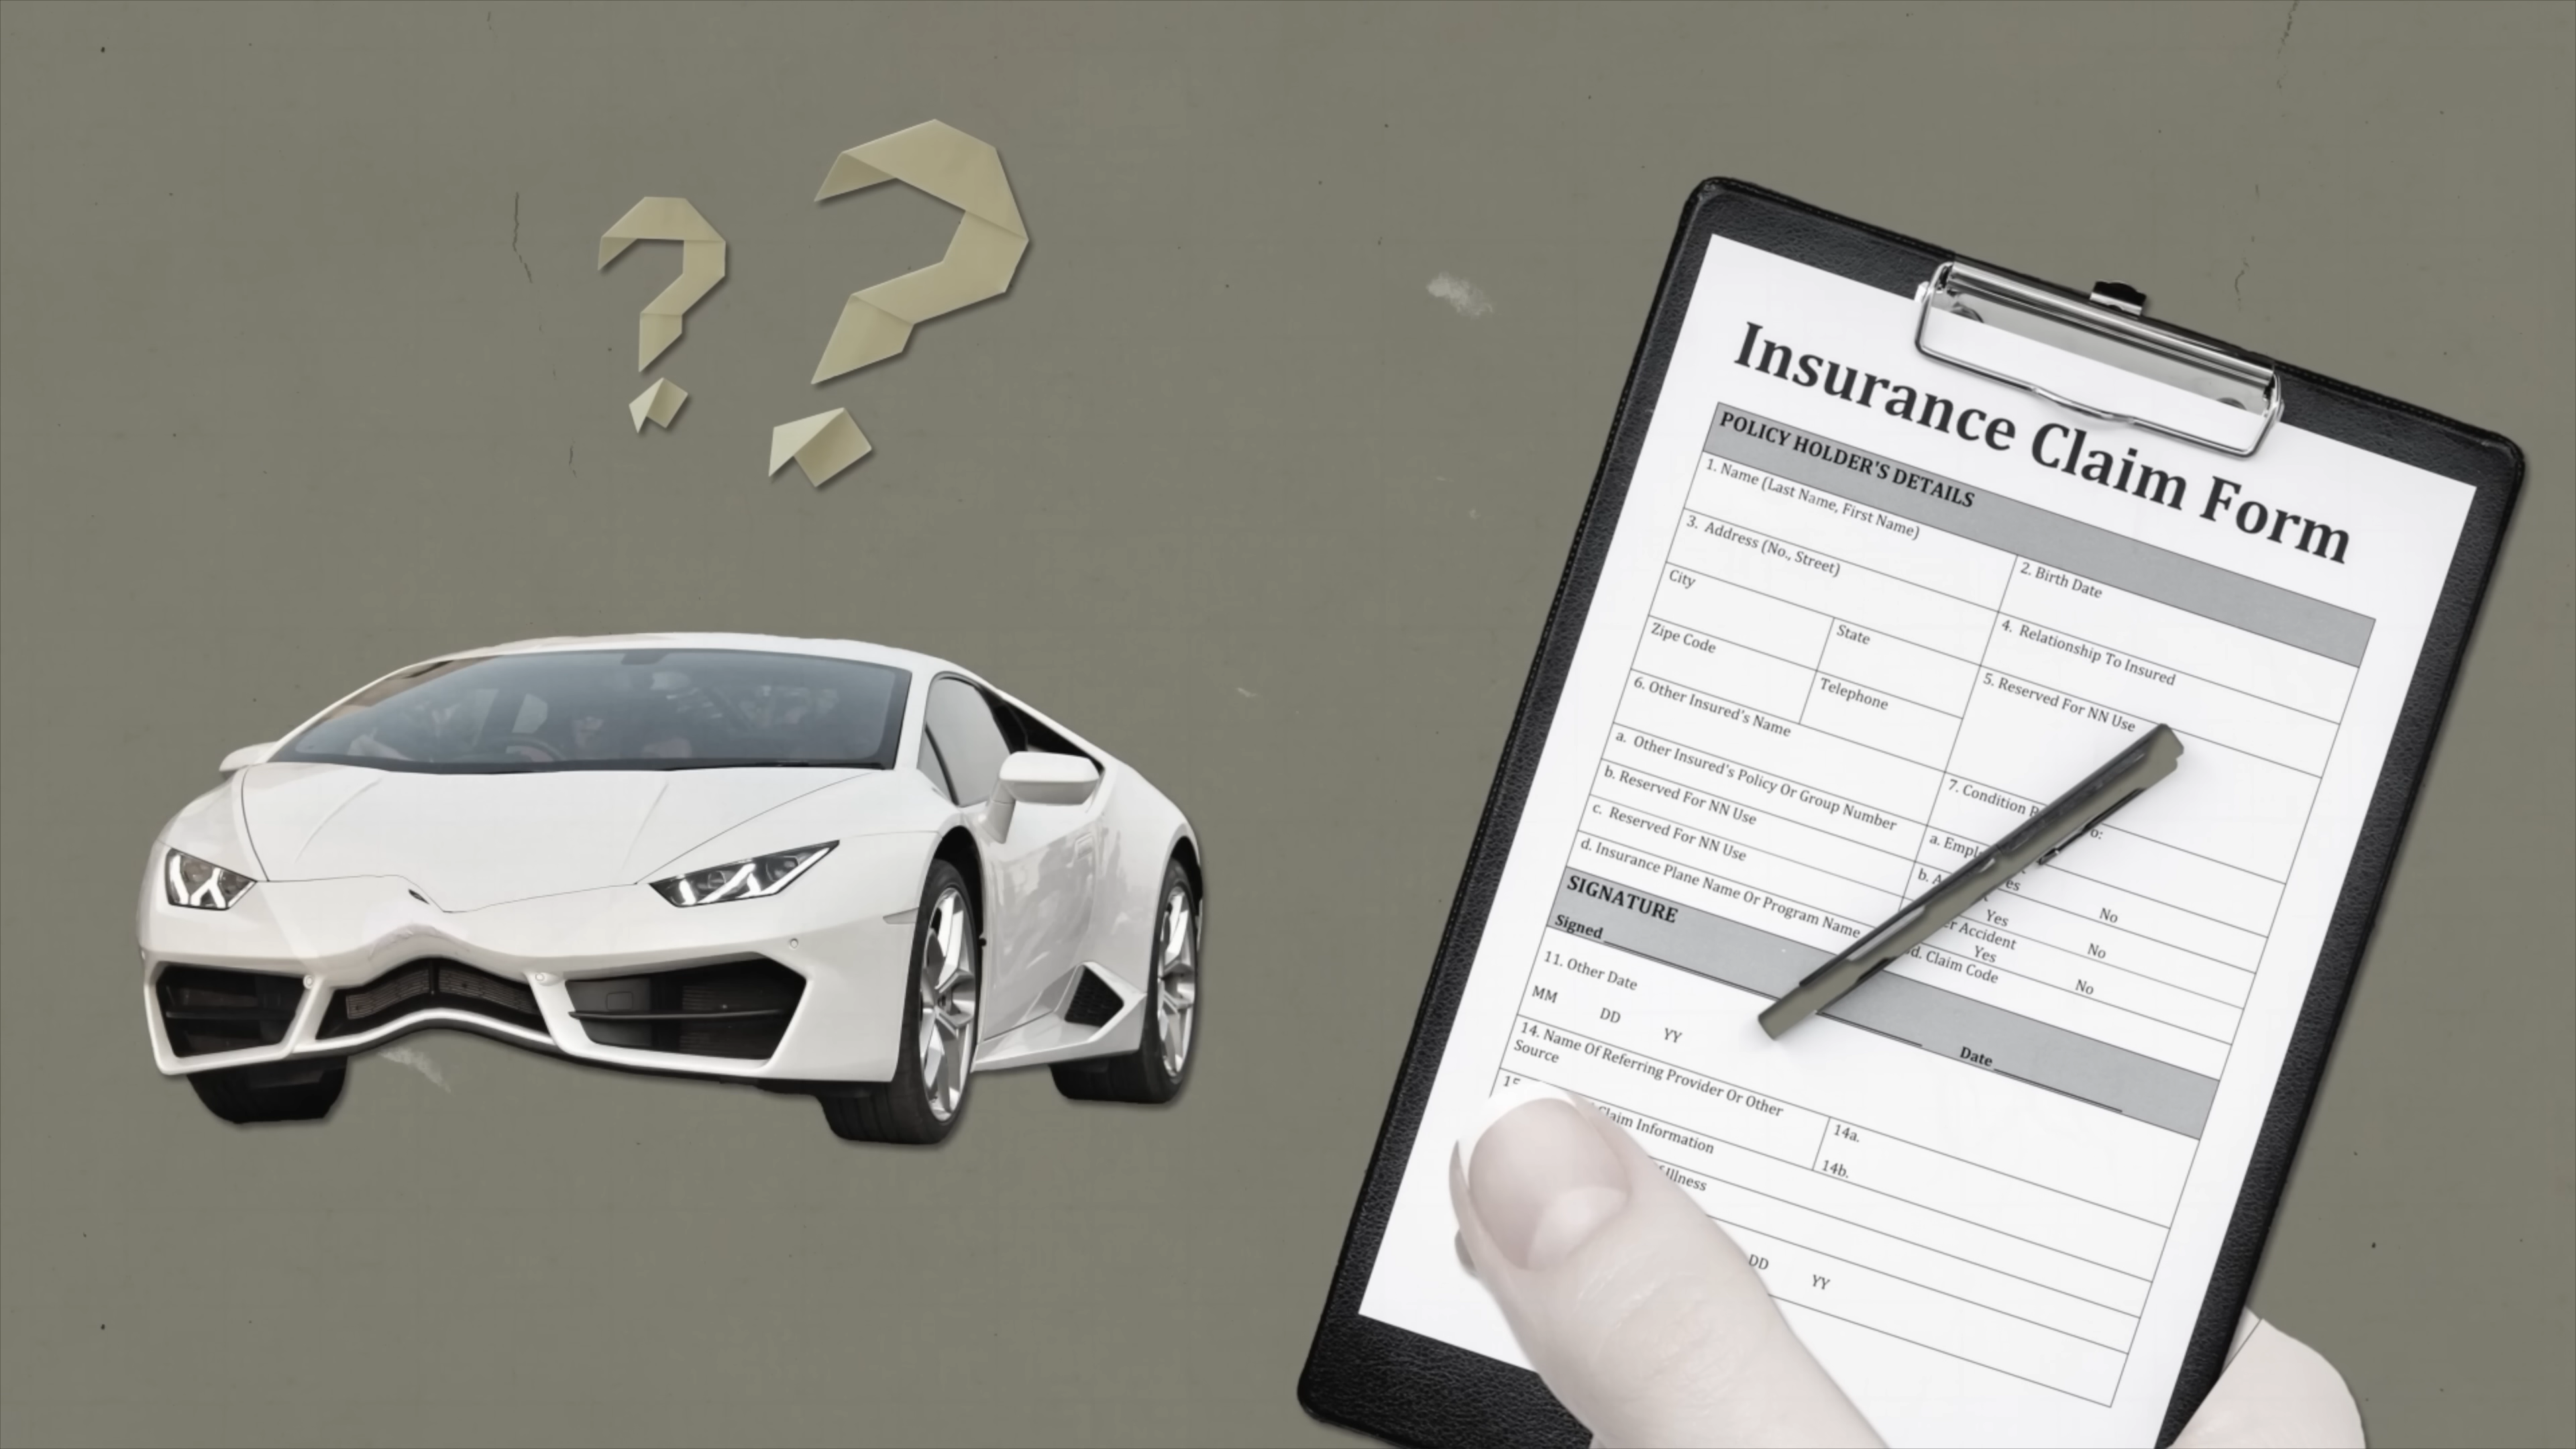 Insurance Claim Form
POLICY HOLDER'S DETAILS
1. Name (Last Name, First Name)
2. Birth Date
3. Address (No., Street)
4. Relationship To Insured
City
State
5. Reserved For NN Use
Zipe Code
Telephone
6. Other Insured's Name
7. Condition
a. Other Insured's Policy Or Group Number
a.
b. Reserved For NN Use
b.
No
c. Reserved For NN Use
Yes
No
Accident
d. Insurance Plane Name Or Program Name
Yes
No
d. Claim Code
SIGNATURE
Signed
Date
11. Other Date
MM
DD
YY
14. Name Of Referring Provider Or Other
Source
14a.
14b.
Claim Information
Illness
DD
YY